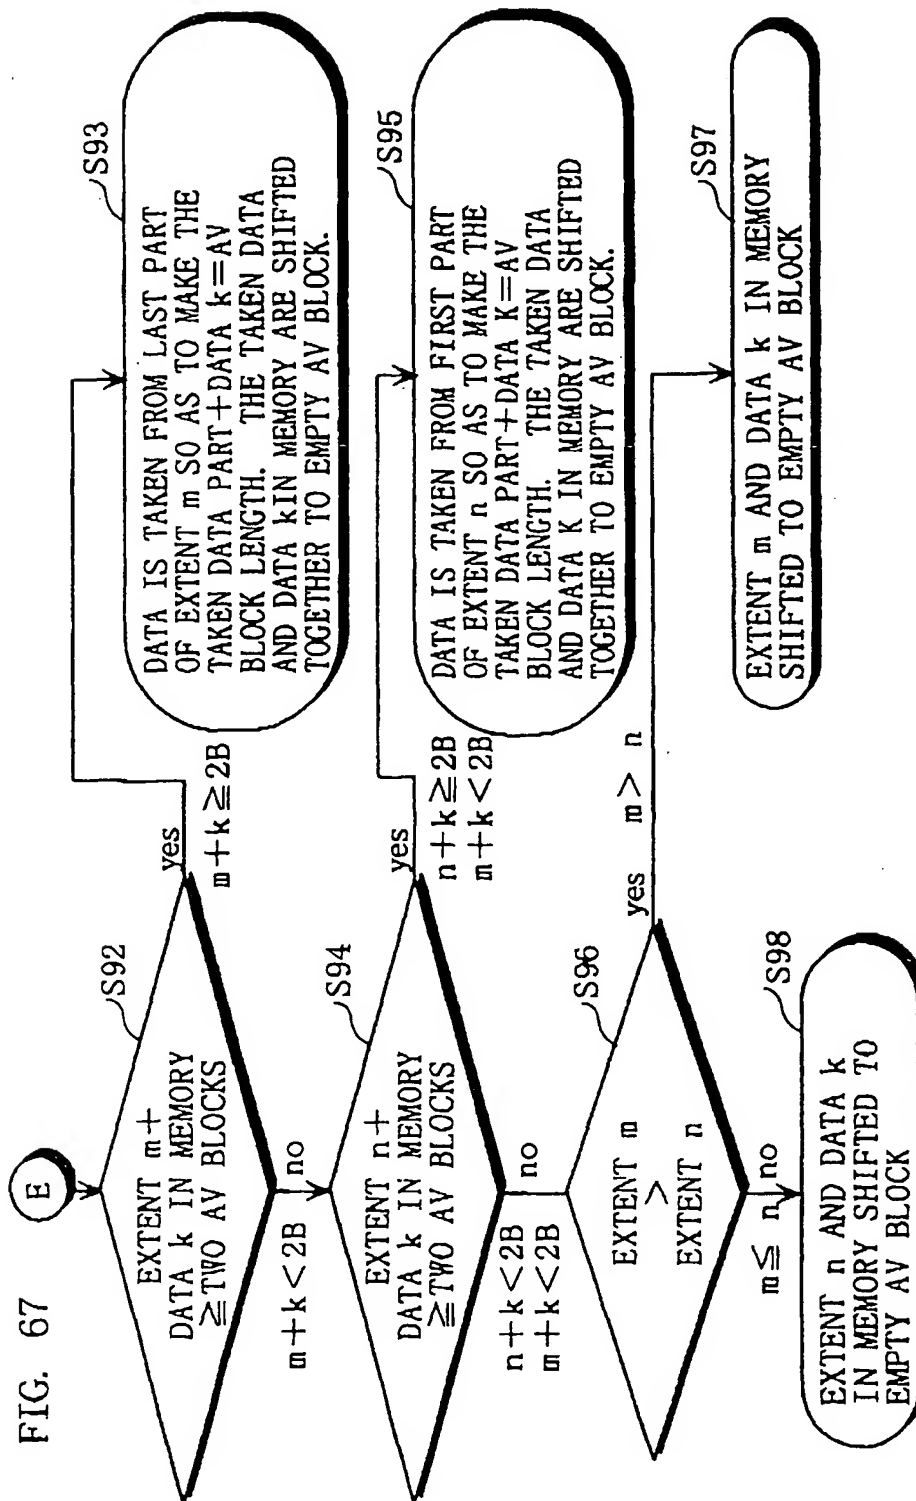 FIG. 67
E
S92
EXTENT m+
DATA k IN MEMORY
≧TWO AV BLOCKS
yes
m+k≧2B
S93
DATA IS TAKEN FROM LAST PART
OF EXTENT m SO AS TO MAKE THE
TAKEN DATA PART+DATA k=AV
BLOCK LENGTH. THE TAKEN DATA
AND DATA kIN MEMORY ARE SHIFTED
TOGETHER TO EMPTY AV BLOCK.
no
m+k<2B
S94
EXTENT n+
DATA k IN MEMORY
≧TWO AV BLOCKS
yes
n+k≧2B
m+k<2B
S95
DATA IS TAKEN FROM FIRST PART
OF EXTENT n SO AS TO MAKE THE
TAKEN DATA PART+DATA K=AV
BLOCK LENGTH. THE TAKEN DATA
AND DATA K IN MEMORY ARE SHIFTED
TOGETHER TO EMPTY AV BLOCK.
no
n+k<2B
m+k<2B
S96
EXTENT m
>
EXTENT n
yes
m> n
S97
EXTENT m AND DATA k IN MEMORY
SHIFTED TO EMPTY AV BLOCK
no
m≦ n
S98
EXTENT n AND DATA k
IN MEMORY SHIFTED TO
EMPTY AV BLOCK